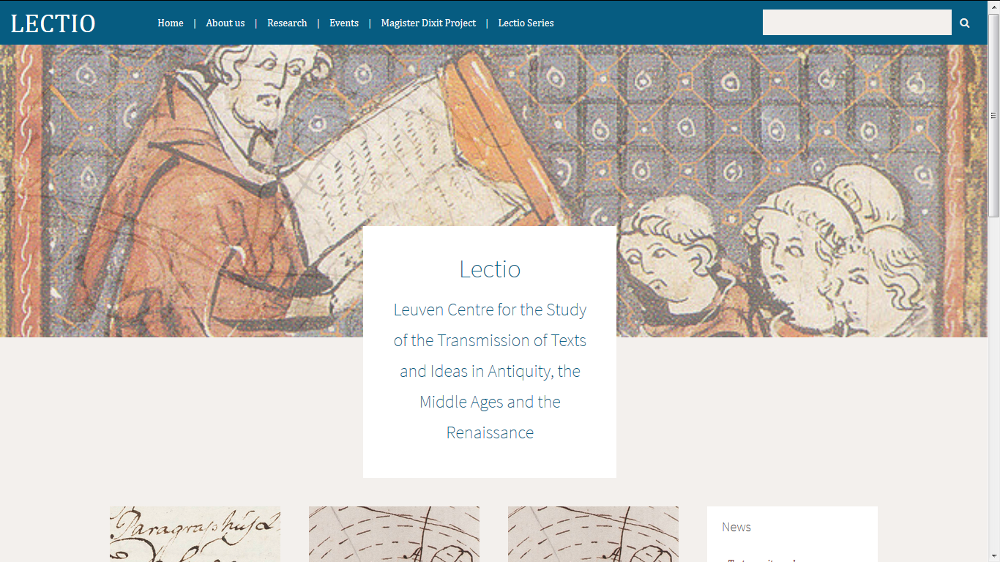 LECTIO
Home | About us | Research | Events | Magister Dixit Project | Lectio Series
Lectio
Leuven Centre for the Study
of the Transmission of Texts
and Ideas in Antiquity, the
Middle Ages and the
Renaissance
Paragraphus
News